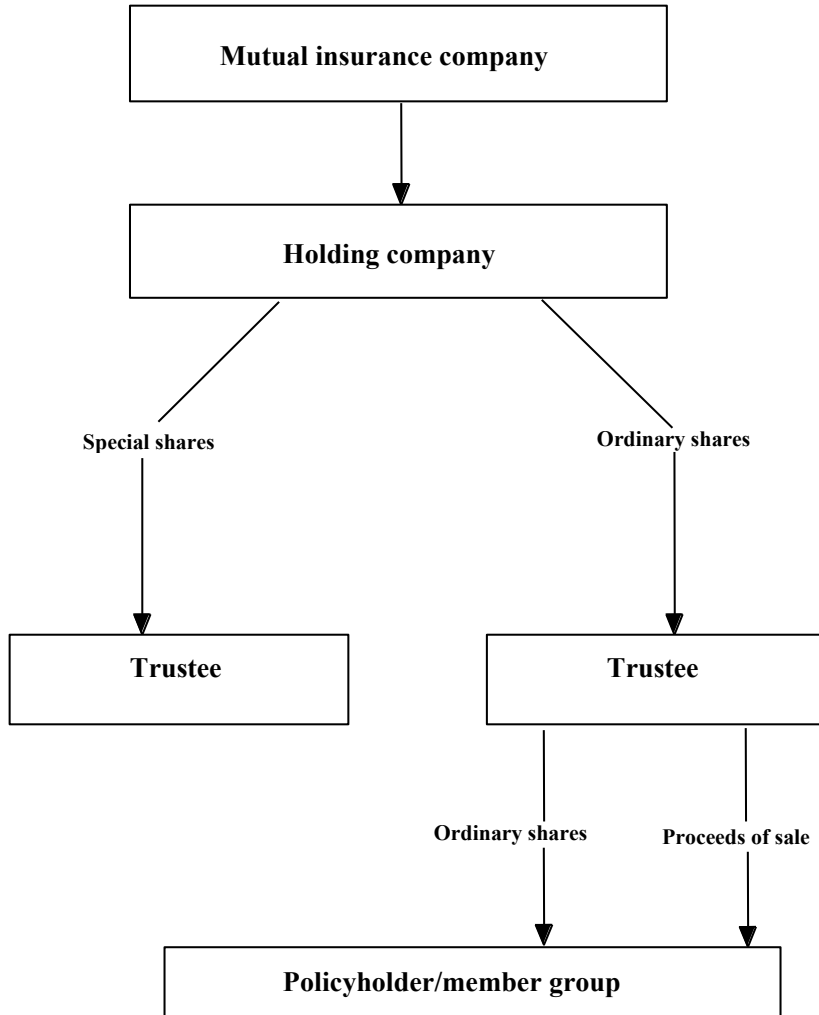 Mutual insurance company
Holding company
Special shares
Ordinary shares
Trustee
Trustee
Ordinary shares
Proceeds of sale
Policyholder/member group